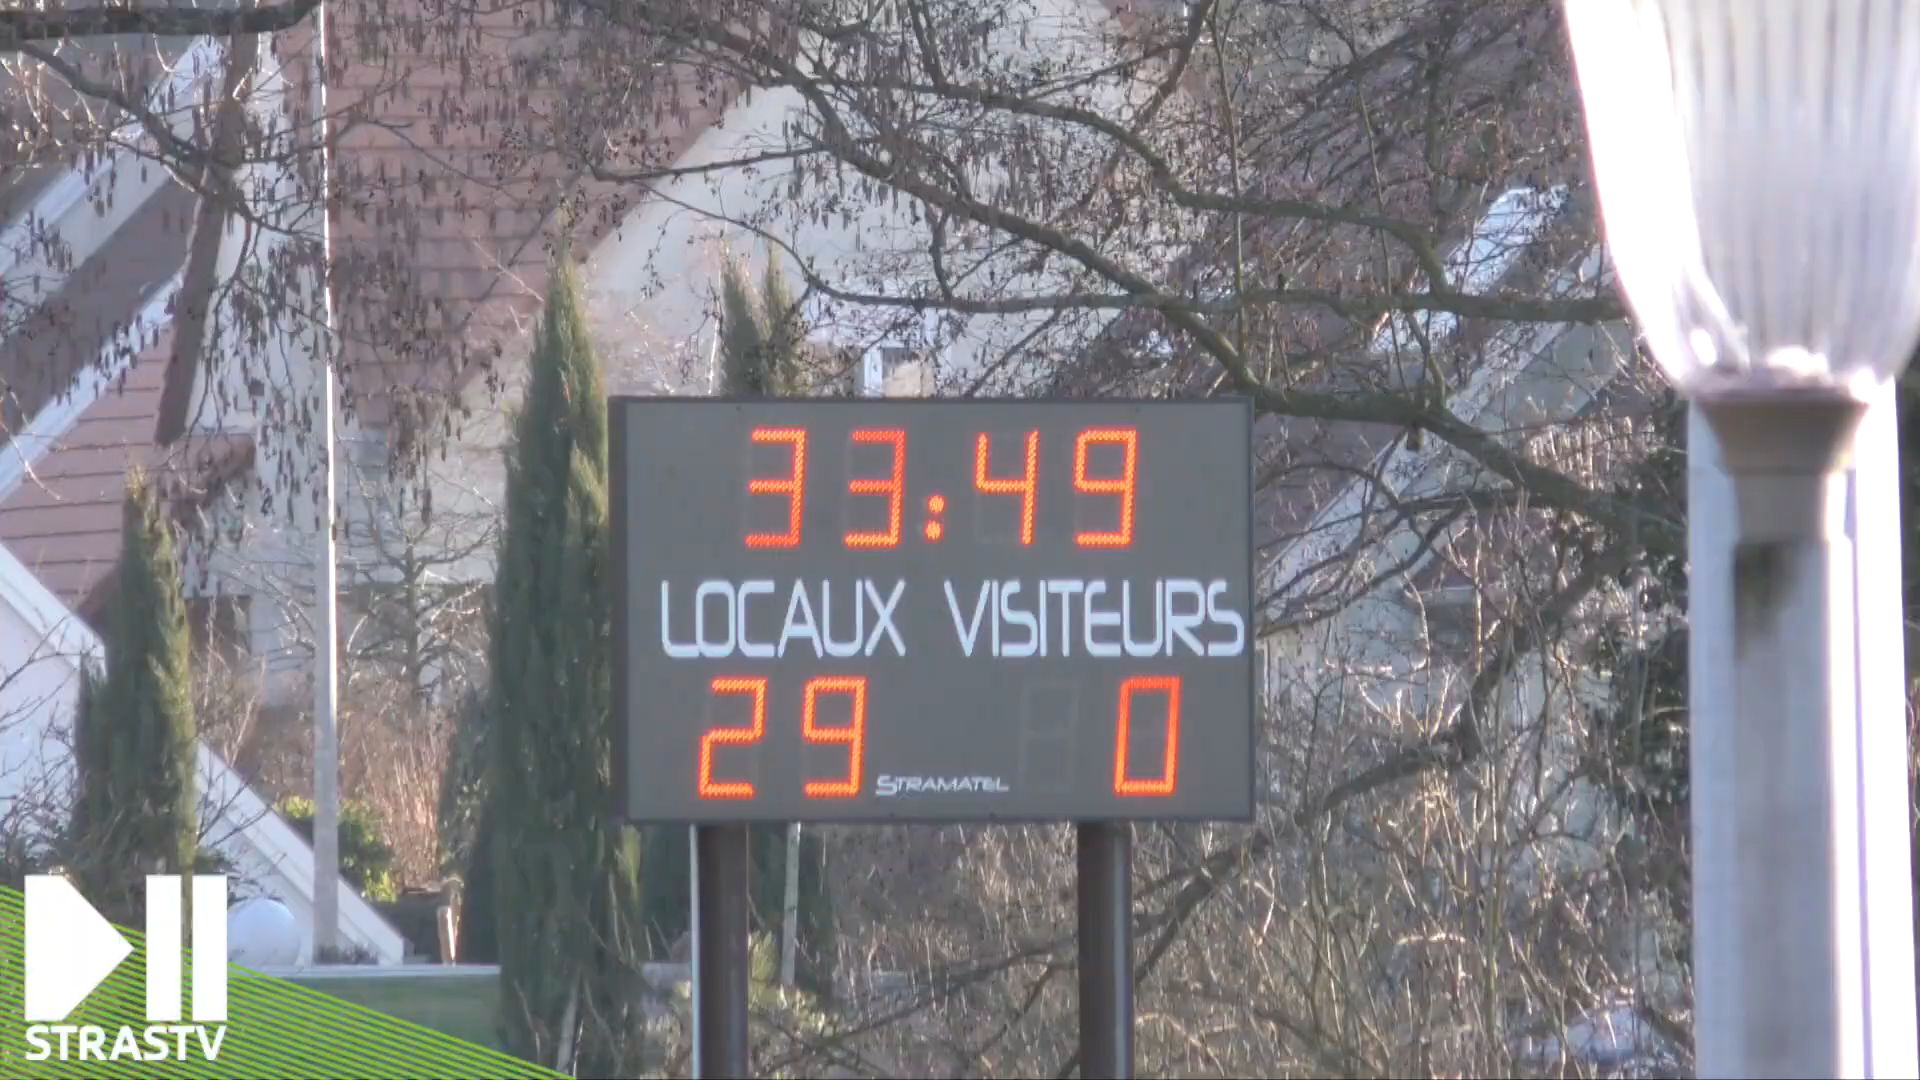 33:49
LOCAUX VISITEURS
29 0
STRAMATEL
STRASTV